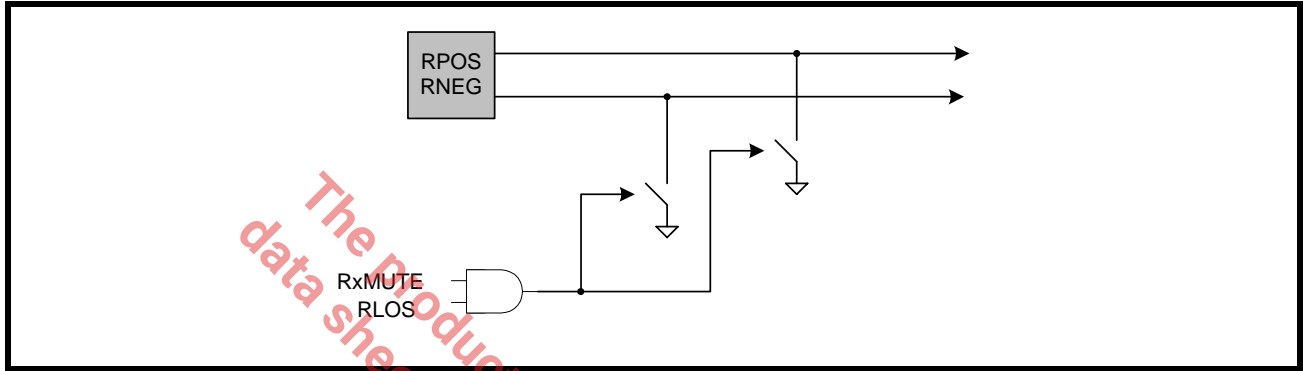 RPOS
RNEG
RxMUTE
RLOS
The product
data shee